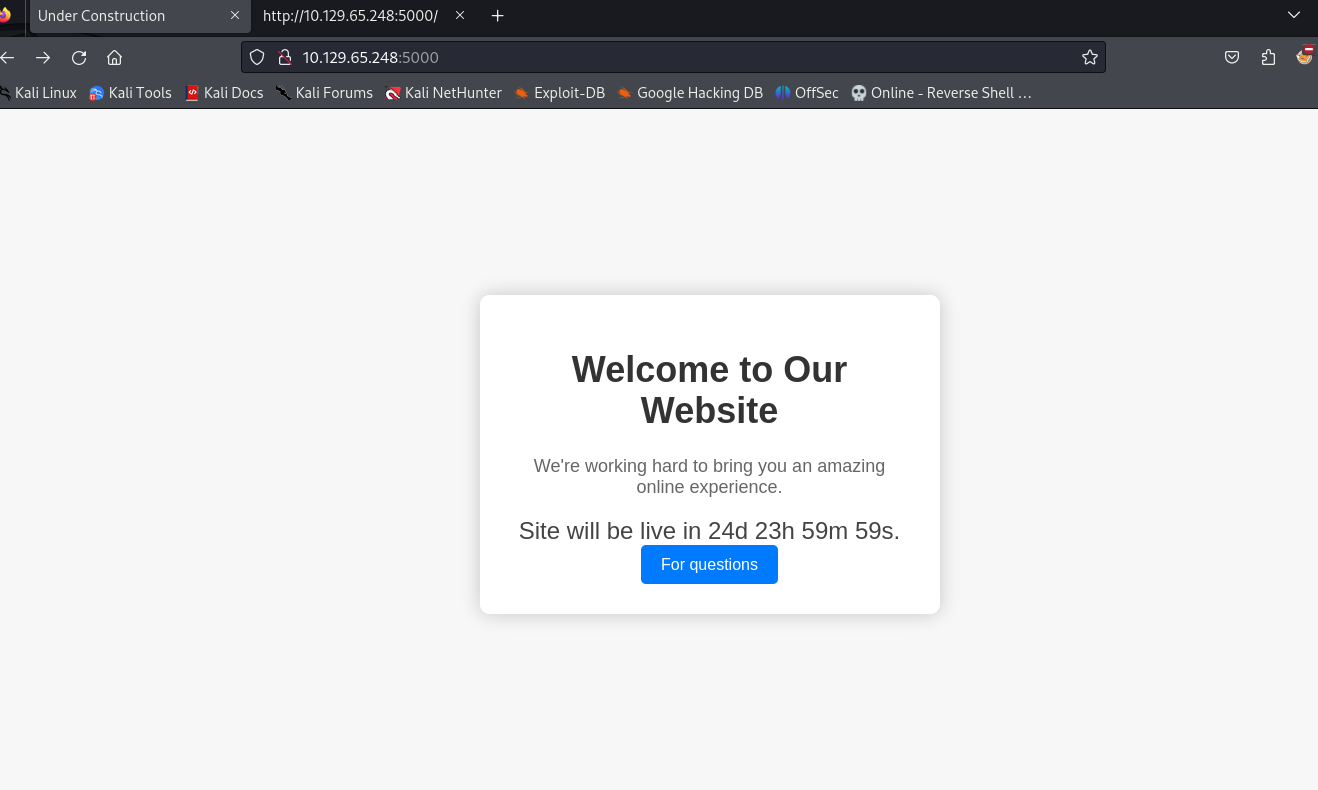 Under Construction
http://10.129.65.248:5000/
10.129.65.248:5000
Kali Linux Kali Tools Kali Docs Kali Forums Kali NetHunter Exploit-DB Google Hacking DB OffSec Online - Reverse Shell …
Welcome to Our
Website
We're working hard to bring you an amazing
online experience.
Site will be live in 24d 23h 59m 59s.
For questions